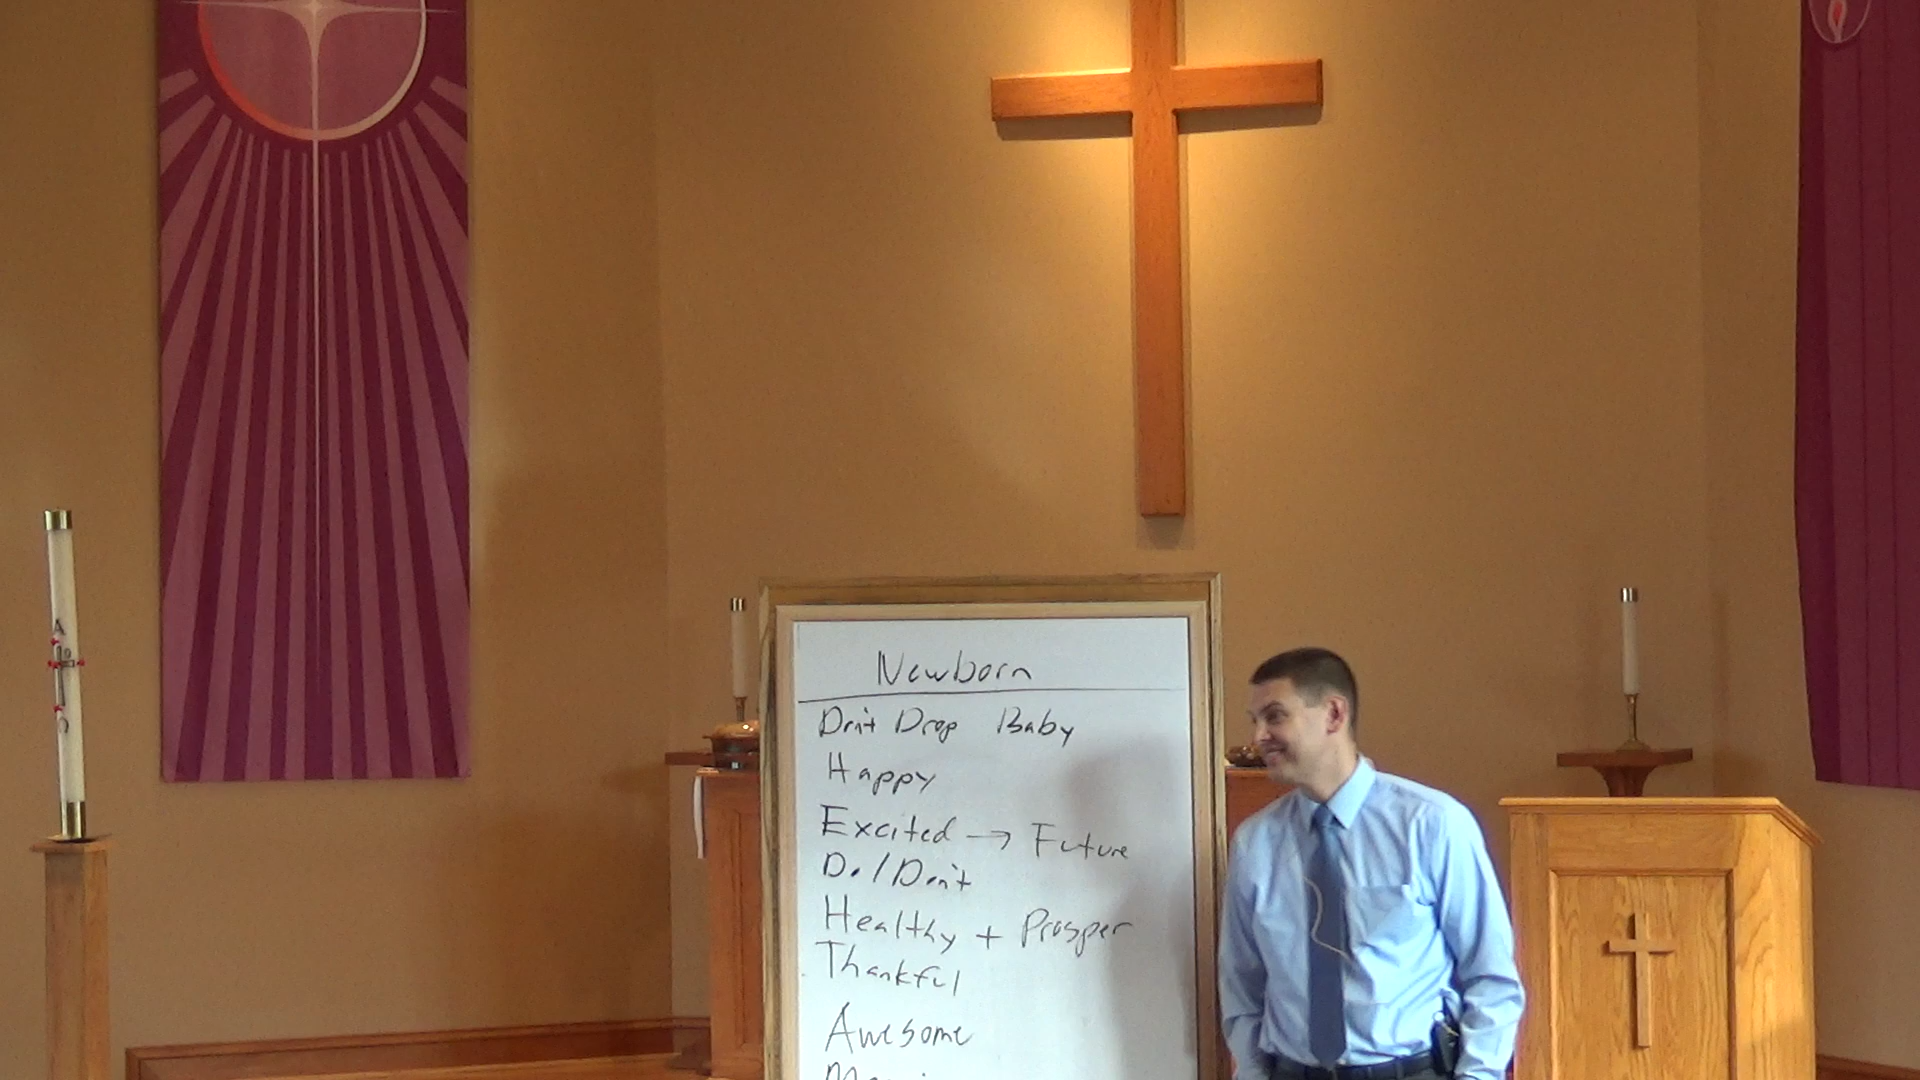 Newborn
Don't Drop Baby
Happy
Excited → Future
Do/Don't
Healthy + Prosper
Thankful
Awesome